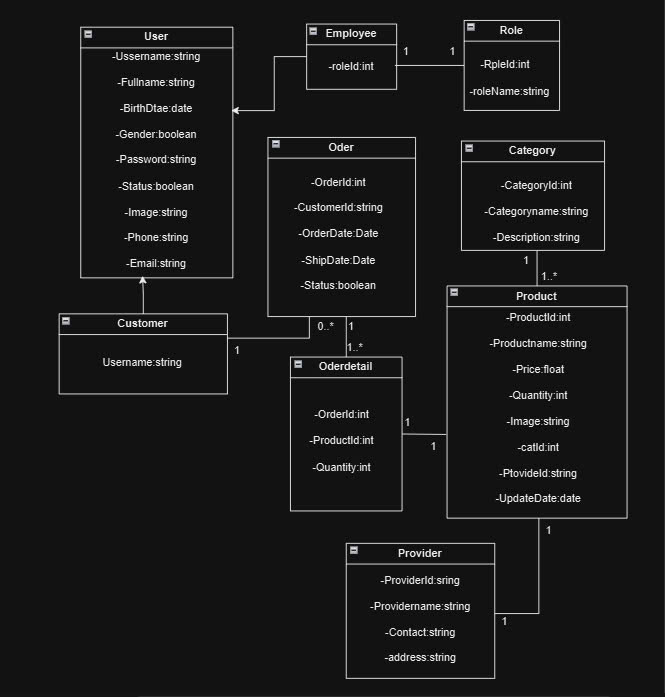 User
-Ussername:string
-Fullname:string
-BirthDtae:date
-Gender:boolean
-Password:string
-Status:boolean
-Image:string
-Phone:string
-Email:string
Employee
-roleId:int
1
1
Role
-RpleId:int
-roleName:string
Oder
-OrderId:int
-CustomerId:string
-OrderDate:Date
-ShipDate:Date
-Status:boolean
Category
-CategoryId:int
-Categoryname:string
-Description:string
1
1..*
Customer
Username:string
1
0..*
1
1..*
Oderdetail
-OrderId:int
-ProductId:int
-Quantity:int
1
1
Product
-ProductId:int
-Productname:string
-Price:float
-Quantity:int
-Image:string
-catId:int
-PtovideId:string
-UpdateDate:date
1
1
Provider
-ProviderId:sring
-Providername:string
-Contact:string
-address:string